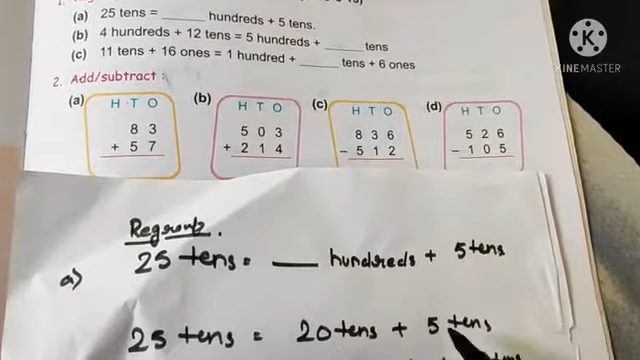 (a) 25 tens = ______ hundreds + 5 tens.
(b) 4 hundreds + 12 tens = 5 hundreds + ______ tens
(c) 11 tens + 16 ones = 1 hundred + ______ tens + 6 ones
KINEMASTER
2. Add/subtract :
(a) (b) (c) (d)
H T O H T O H T O H T O
8 3 5 0 3 8 3 6 5 2 6
+ 5 7 + 2 1 4 − 5 1 2 − 1 0 5
Regroup.
a) 25 tens = ___ hundreds + 5 tens
25 tens = 20 tens + 5 tens